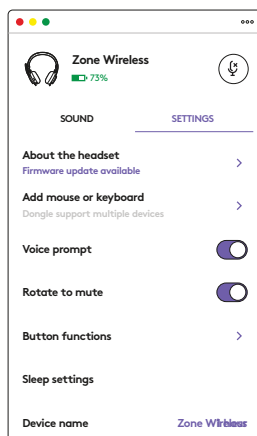 Zone Wireless
73%
SOUND SETTINGS
About the headset
Firmware update available
Add mouse or keyboard
Dongle support multiple devices
Voice prompt
Rotate to mute
Button functions
Sleep settings
Device name Zone